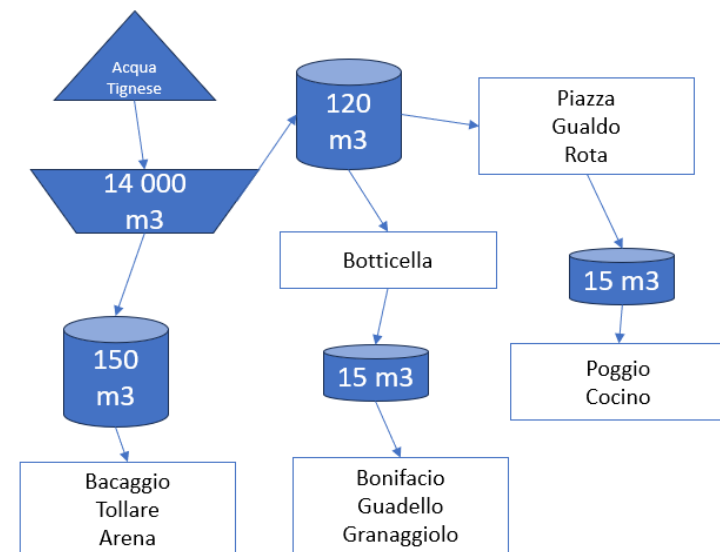 Acqua
Tignese
120
m3
Piazza
Gualdo
Rota
14 000
m3
Botticella
15 m3
150
m3
15 m3
Poggio
Cocino
Bacaggio
Tollare
Arena
Bonifacio
Guadello
Granaggiolo